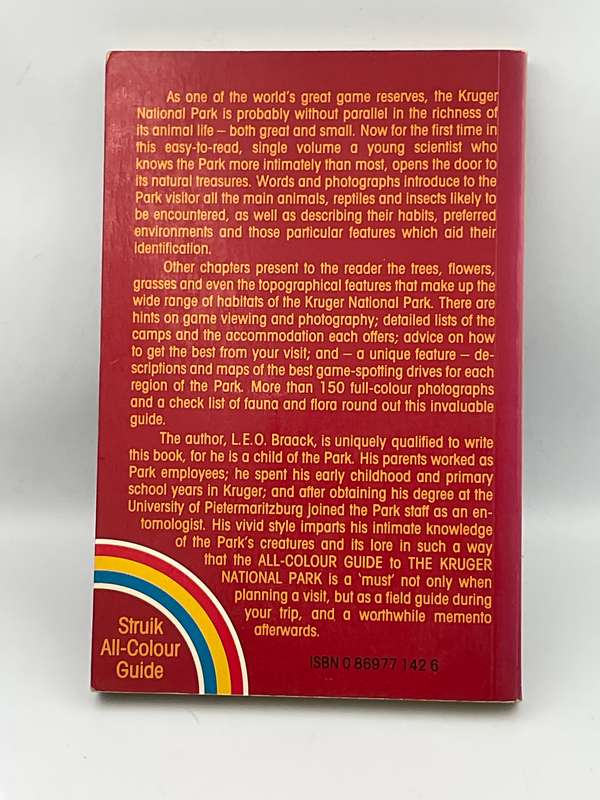 As one of the world's great game reserves, the Kruger
National Park is probably without parallel in the richness of
its animal life – both great and small. Now for the first time in
this easy-to-read, single volume a young scientist who
knows the Park more intimately than most, opens the door to
its natural treasures. Words and photographs introduce to the
Park visitor all the main animals, reptiles and insects likely to
be encountered, as well as describing their habits, preferred
environments and those particular features which aid their
identification.
Other chapters present to the reader the trees, flowers,
grasses and even the topographical features that make up the
wide range of habitats of the Kruger National Park. There are
hints on game viewing and photography; detailed lists of the
camps and the accommodation each offers; advice on how
to get the best from your visit; and – a unique feature – de-
scriptions and maps of the best game-spotting drives for each
region of the Park. More than 150 full-colour photographs
and a check list of fauna and flora round out this invaluable
guide.
The author, L.E.O. Braack, is uniquely qualified to write
this book, for he is a child of the Park. His parents worked as
Park employees; he spent his early childhood and primary
school years in Kruger; and after obtaining his degree at the
University of Pietermaritzburg joined the Park staff as an en-
tomologist. His vivid style imparts his intimate knowledge
of the Park's creatures and its lore in such a way
that the ALL-COLOUR GUIDE to THE KRUGER
NATIONAL PARK is a 'must' not only when
planning a visit, but as a field guide during
your trip, and a worthwhile memento
afterwards.
Struik
All-Colour
Guide
ISBN 0 86977 142 6